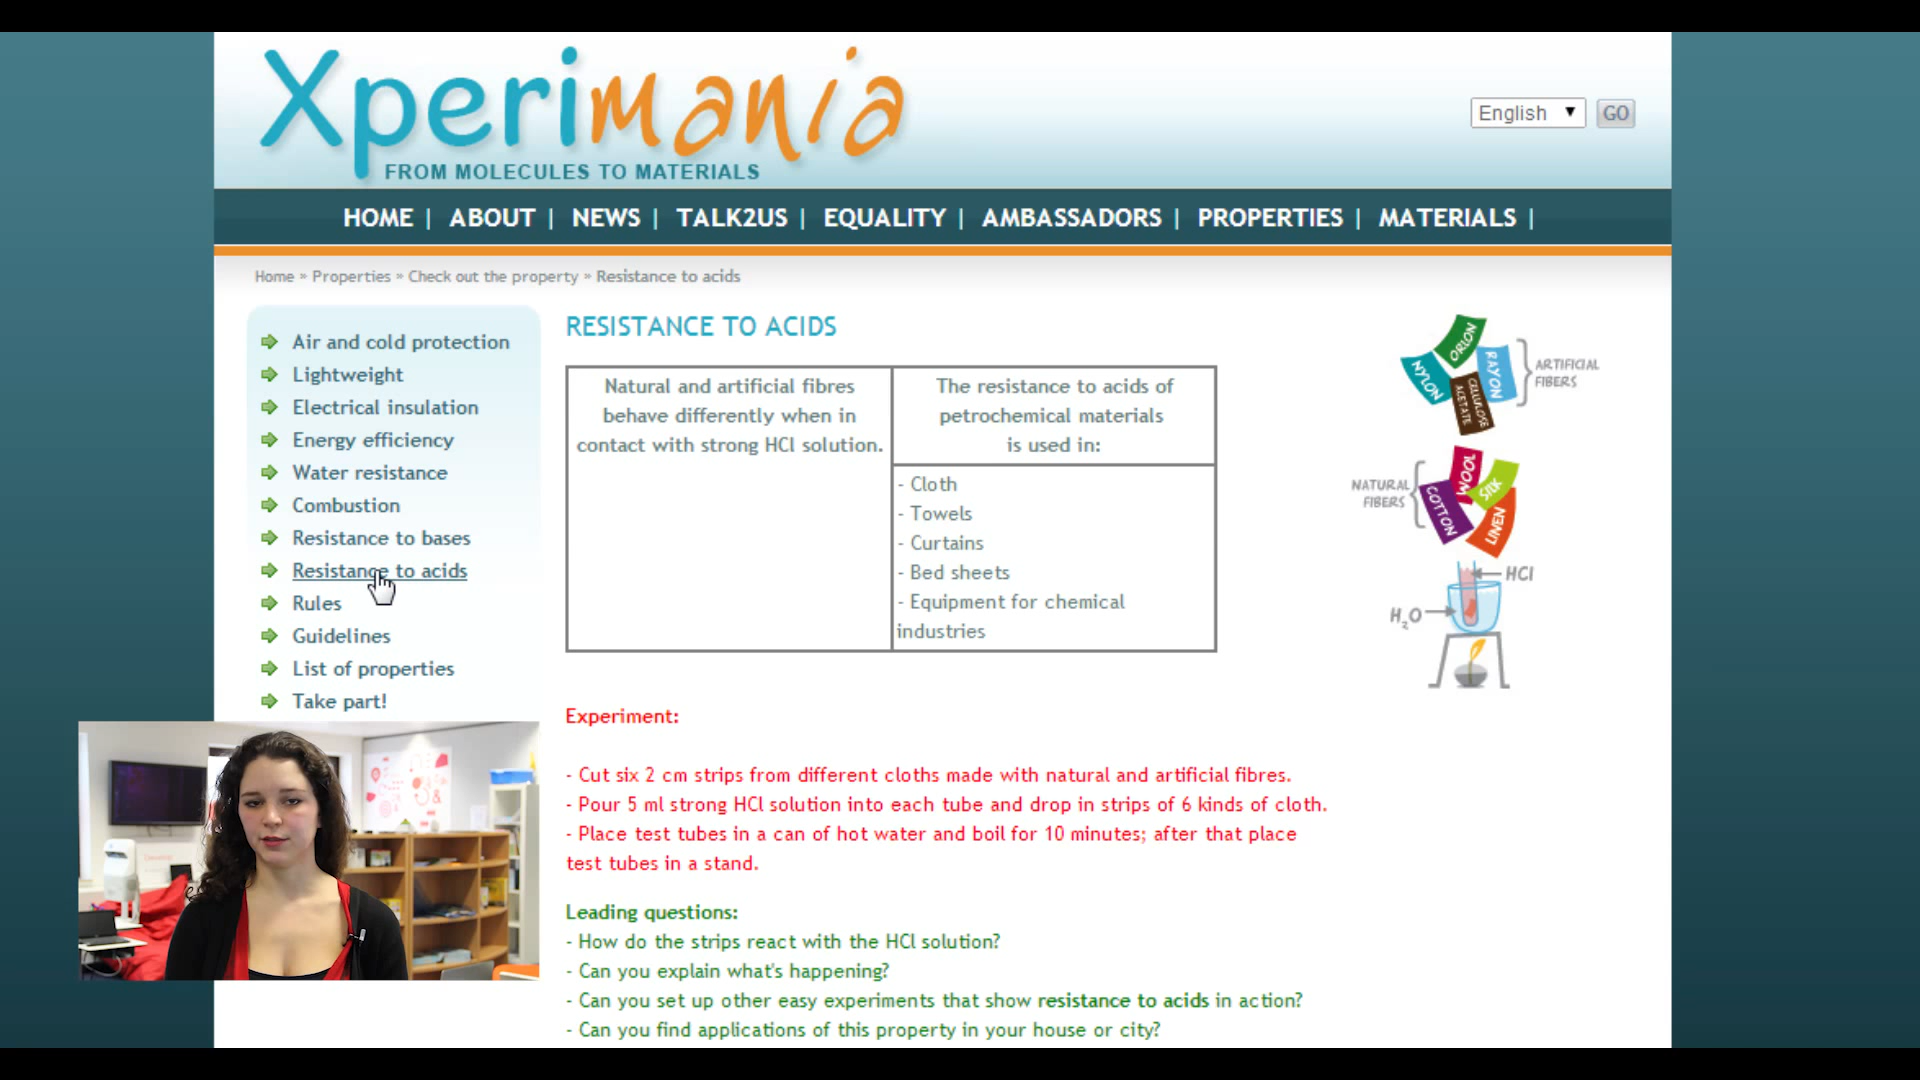 Xperimania
FROM MOLECULES TO MATERIALS
English ▼ GO
HOME | ABOUT | NEWS | TALK2US | EQUALITY | AMBASSADORS | PROPERTIES | MATERIALS |
Home » Properties » Check out the property » Resistance to acids
Air and cold protection
Lightweight
Electrical insulation
Energy efficiency
Water resistance
Combustion
Resistance to bases
Resistance to acids
Rules
Guidelines
List of properties
Take part!
RESISTANCE TO ACIDS
Natural and artificial fibres
behave differently when in
contact with strong HCl solution.
The resistance to acids of
petrochemical materials
is used in:
- Cloth
- Towels
- Curtains
- Bed sheets
- Equipment for chemical
industries
ORLON
NYLON
RAYON
CELLULOSE
ACETATE
ARTIFICIAL
FIBERS
NATURAL
FIBERS
WOOL
SILK
COTTON
LINEN
HCl
H2O
Experiment:
- Cut six 2 cm strips from different cloths made with natural and artificial fibres.
- Pour 5 ml strong HCl solution into each tube and drop in strips of 6 kinds of cloth.
- Place test tubes in a can of hot water and boil for 10 minutes; after that place
test tubes in a stand.
Leading questions:
- How do the strips react with the HCl solution?
- Can you explain what's happening?
- Can you set up other easy experiments that show resistance to acids in action?
- Can you find applications of this property in your house or city?